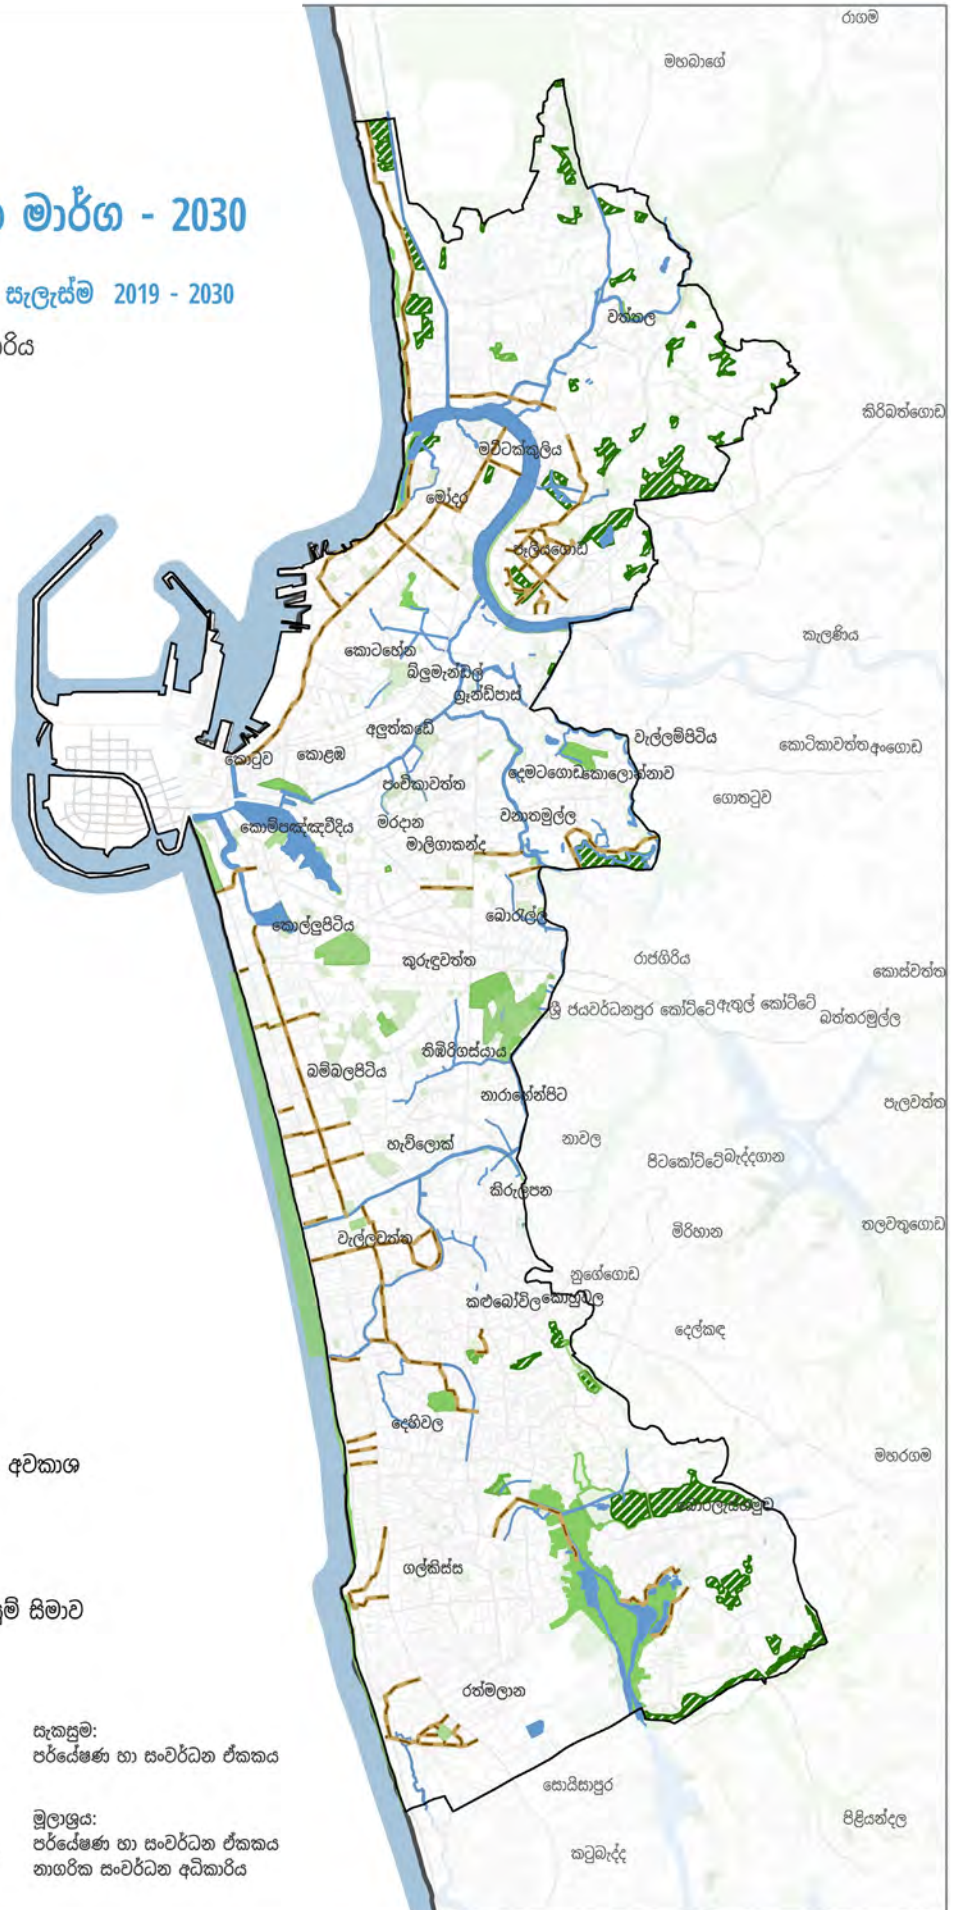 රාගම
මහබාගේ
මාර්ග - 2030
සැලැස්ම 2019 - 2030
වත්තල
කිරිබත්ගොඩ
මට්ටක්කුලිය
මෝදර
පෑලියගොඩ
කැලණිය
කොටහේන
බ්ලුමැන්ඩල්
ග්‍රෑන්ඩ්පාස්
අලුත්කඩේ
වැල්ලම්පිටිය
කොටිකාවත්ත අංගොඩ
කොටුව
කොළඹ
දෙමටගොඩ කොලොන්නාව
පංචිකාවත්ත
ගොතටුව
වනාතමුල්ල
මරදාන
කොම්පඤ්ඤවීදිය
මාලිගාකන්ද
බොරැල්ල
කොල්ලුපිටිය
කුරුඳුවත්ත
රාජගිරිය
කොස්වත්ත
ශ්‍රී ජයවර්ධනපුර කෝට්ටේ ඇතුල් කෝට්ටේ
බත්තරමුල්ල
තිඹිරිගස්යාය
බම්බලපිටිය
නාරාහේන්පිට
පැලවත්ත
හැව්ලොක්
නාවල
පිටකෝට්ටේ බැද්දගාන
කිරුලපන
තලවතුගොඩ
වැල්ලවත්ත
මිරිහාන
නුගේගොඩ
කළුබෝවිල කොහුවල
දෙල්කඳ
දෙහිවල
මහරගම
අවකාශ
බොරලැස්ගමුව
ගල්කිස්ස
සීමාව
රත්මලාන
සැකසුම:
පර්යේෂණ හා සංවර්ධන ඒකකය
සොයිසාපුර
මූලාශ්‍රය:
පිළියන්දල
පර්යේෂණ හා සංවර්ධන ඒකකය
කටුබැද්ද
නාගරික සංවර්ධන අධිකාරිය